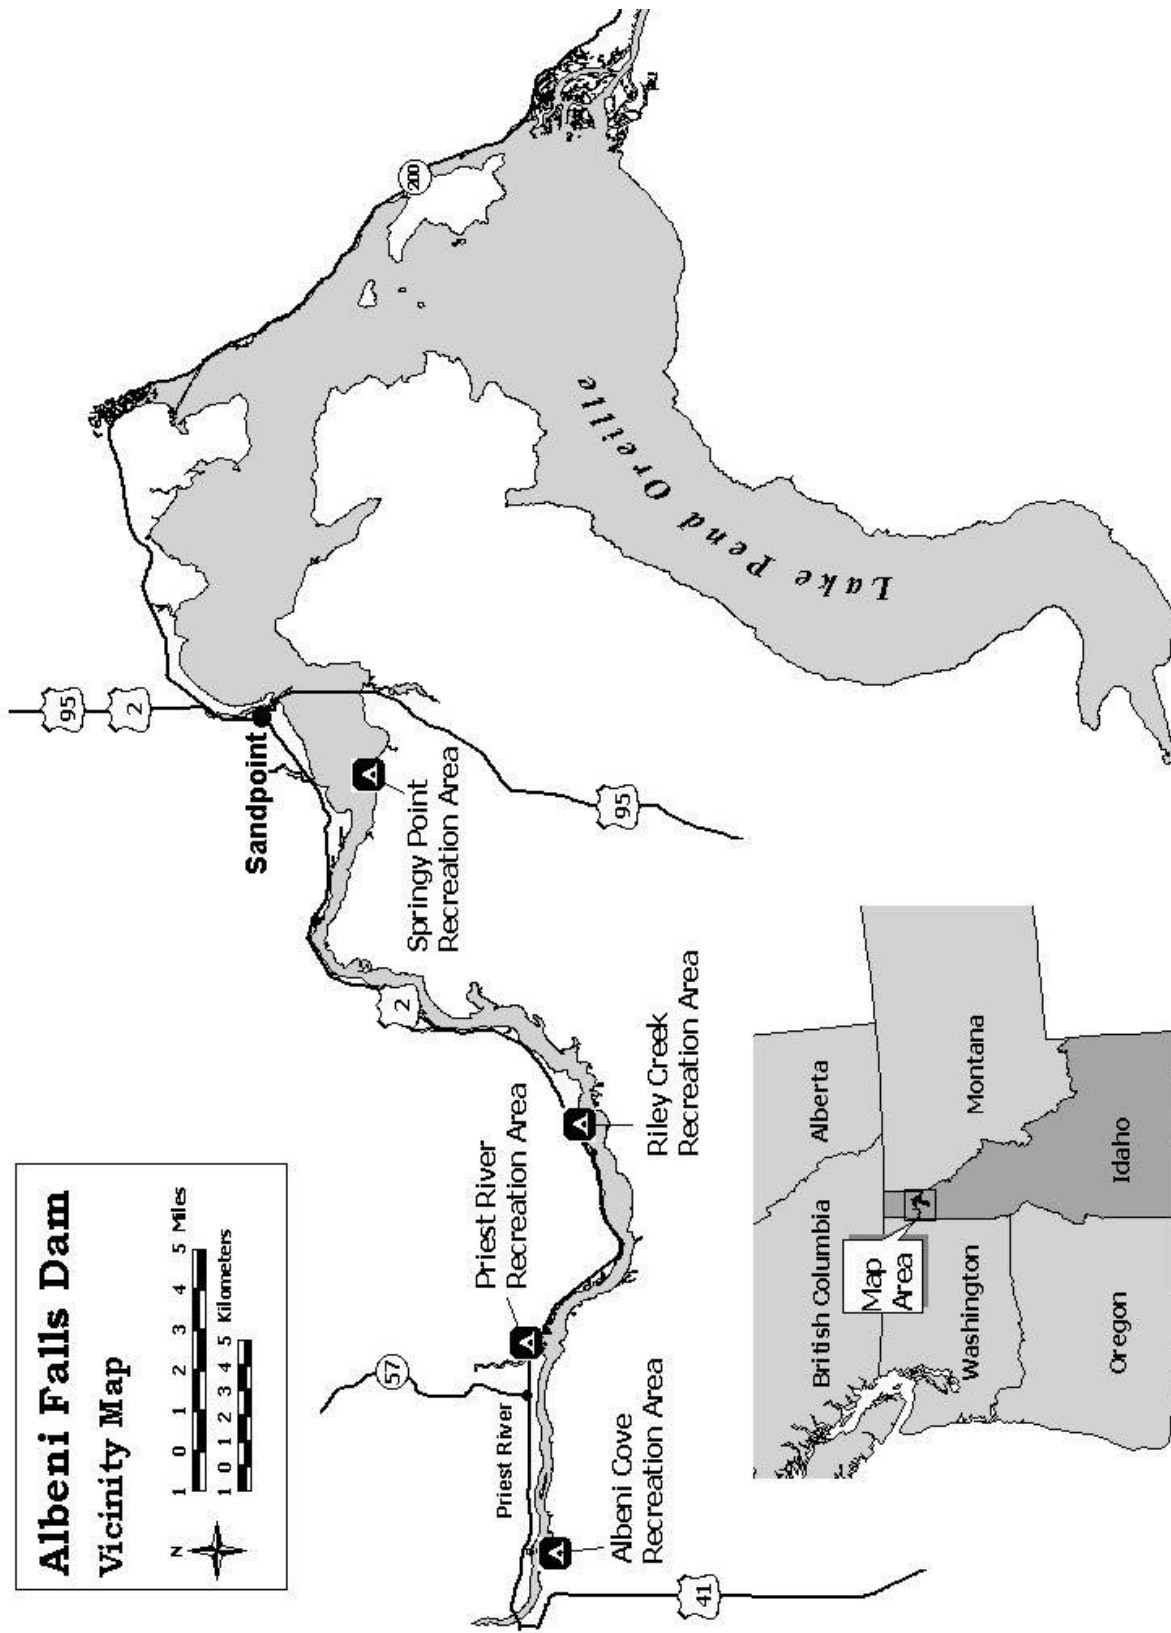 Albeni Falls Dam
Vicinity Map
N
1 0 1 2 3 4 5 Miles
1 0 1 2 3 4 5 Kilometers
95
2
200
Sandpoint
57
2
Priest River
Priest River
Recreation Area
Springy Point
Recreation Area
95
Albeni Cove
Recreation Area
Riley Creek
Recreation Area
41
Lake Pend Oreille
British Columbia
Alberta
Map
Area
Washington
Montana
Oregon
Idaho